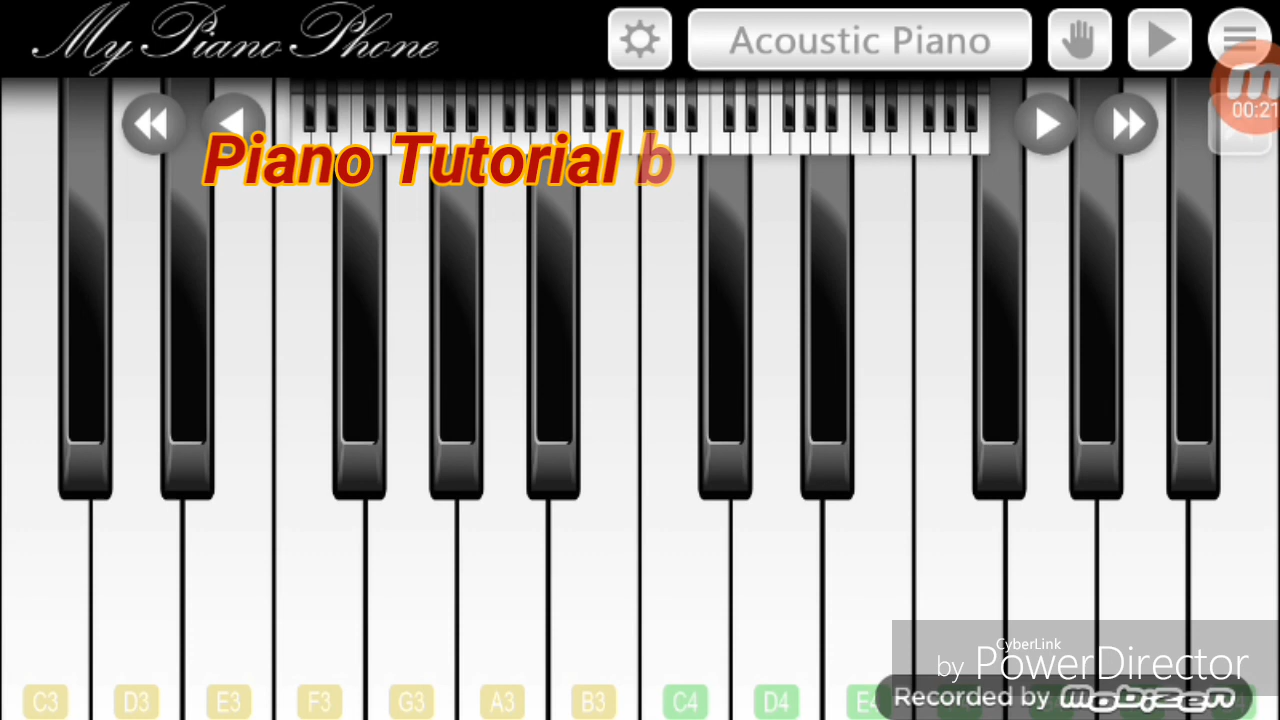 My Piano Phone
Acoustic Piano
00:21
Piano Tutorial b
CyberLink
by PowerDirector
Recorded by mobizen
C3 D3 E3 F3 G3 A3 B3 C4 D4 E4